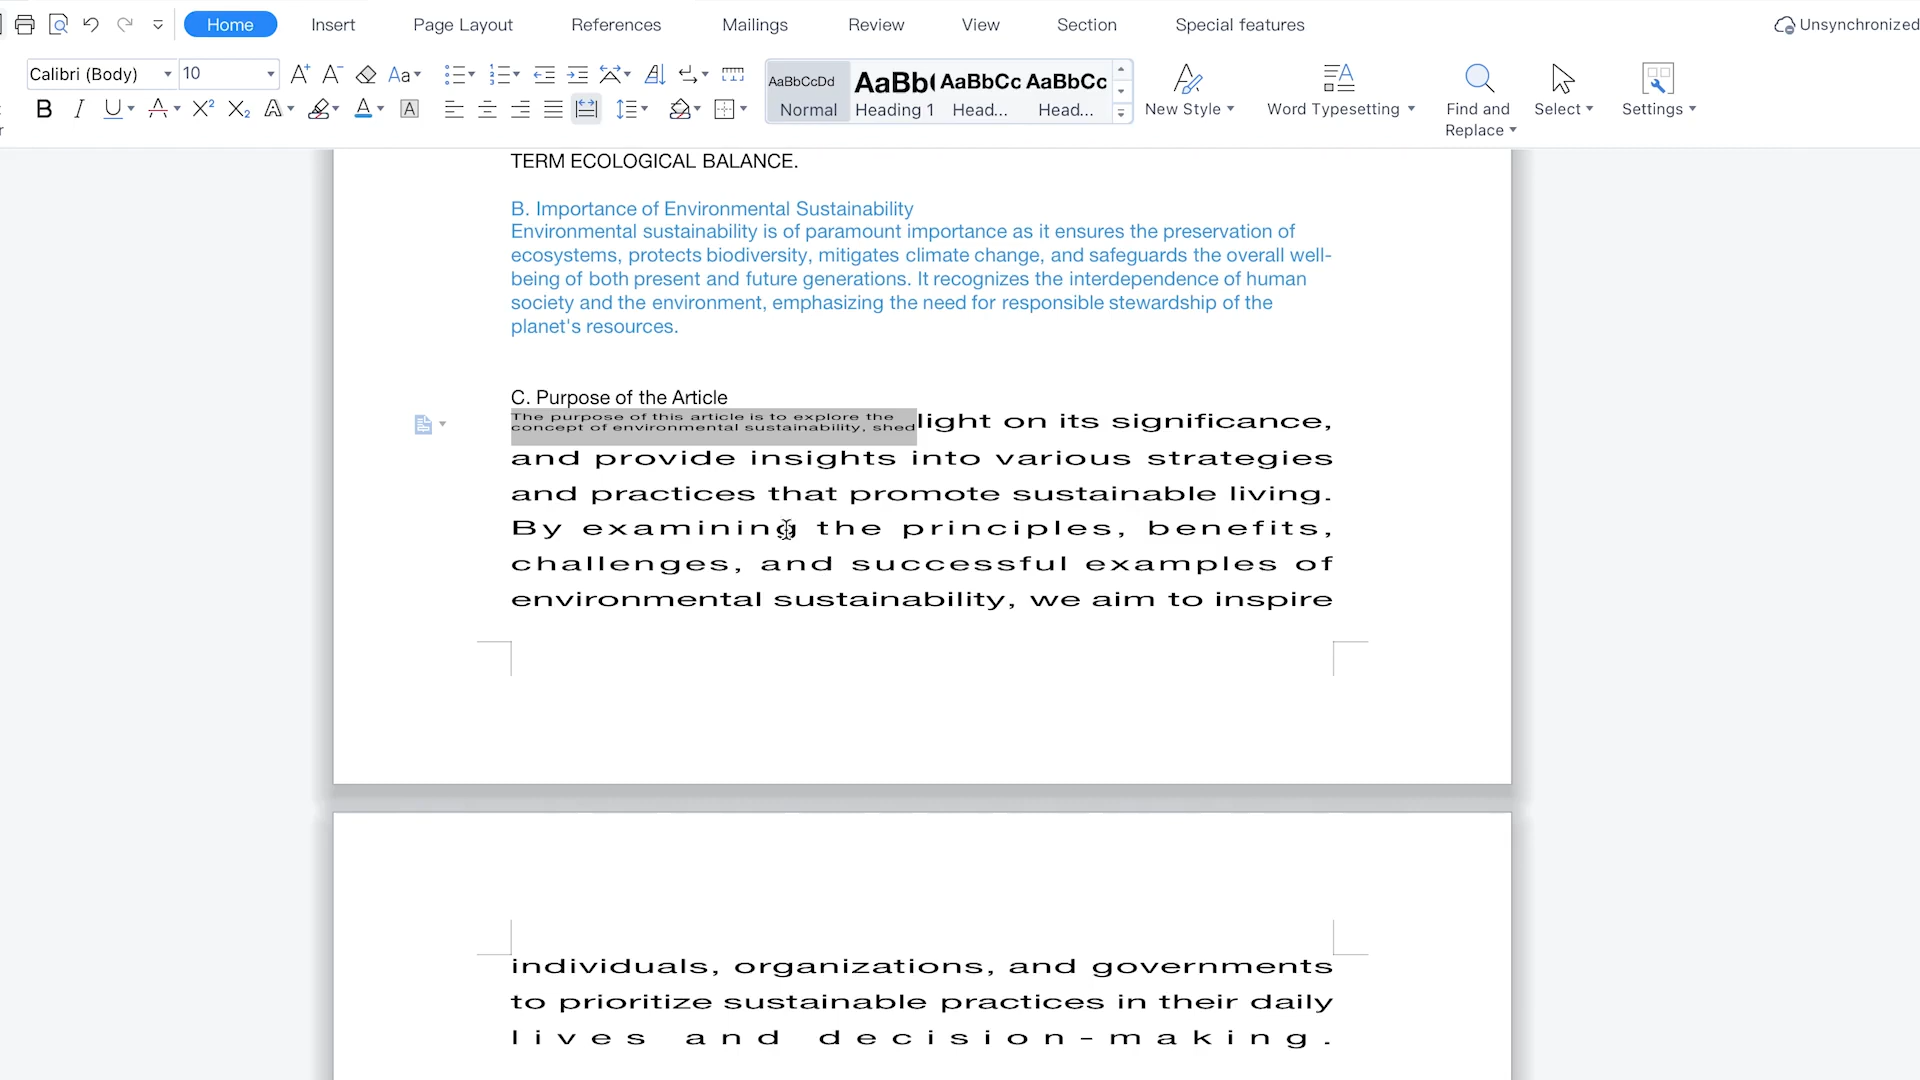 Home Insert Page Layout References Mailings Review View Section Special features Unsynchronized
Calibri (Body) 10 A+ A- Aa
B I U A X² X₂ A A A
AaBbCcDd AaBb( AaBbCc AaBbCc
Normal Heading 1 Head... Head...
New Style Word Typesetting Find and Replace Select Settings
TERM ECOLOGICAL BALANCE.
B. Importance of Environmental Sustainability
Environmental sustainability is of paramount importance as it ensures the preservation of
ecosystems, protects biodiversity, mitigates climate change, and safeguards the overall well-
being of both present and future generations. It recognizes the interdependence of human
society and the environment, emphasizing the need for responsible stewardship of the
planet's resources.
C. Purpose of the Article
The purpose of this article is to explore the
concept of environmental sustainability, shed light on its significance,
and provide insights into various strategies
and practices that promote sustainable living.
By examining the principles, benefits,
challenges, and successful examples of
environmental sustainability, we aim to inspire
individuals, organizations, and governments
to prioritize sustainable practices in their daily
lives and decision-making.